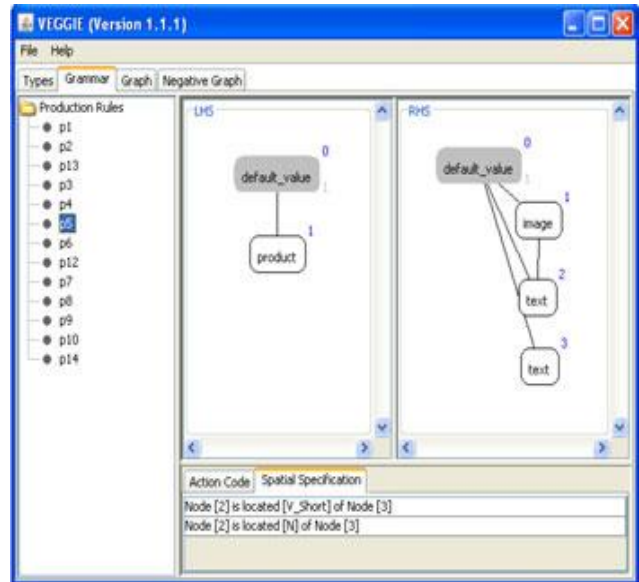 VEGGIE (Version 1.1.1)
File Help
Types Grammar Graph Negative Graph
Production Rules
p1
p2
p13
p3
p4
p5
p6
p12
p7
p8
p9
p10
p14
LHS
0
default_value
1
1
product
RHS
0
default_value
1
1
image
2
text
3
text
Action Code Spatial Specification
Node [2] is located [V_Short] of Node [3]
Node [2] is located [N] of Node [3]